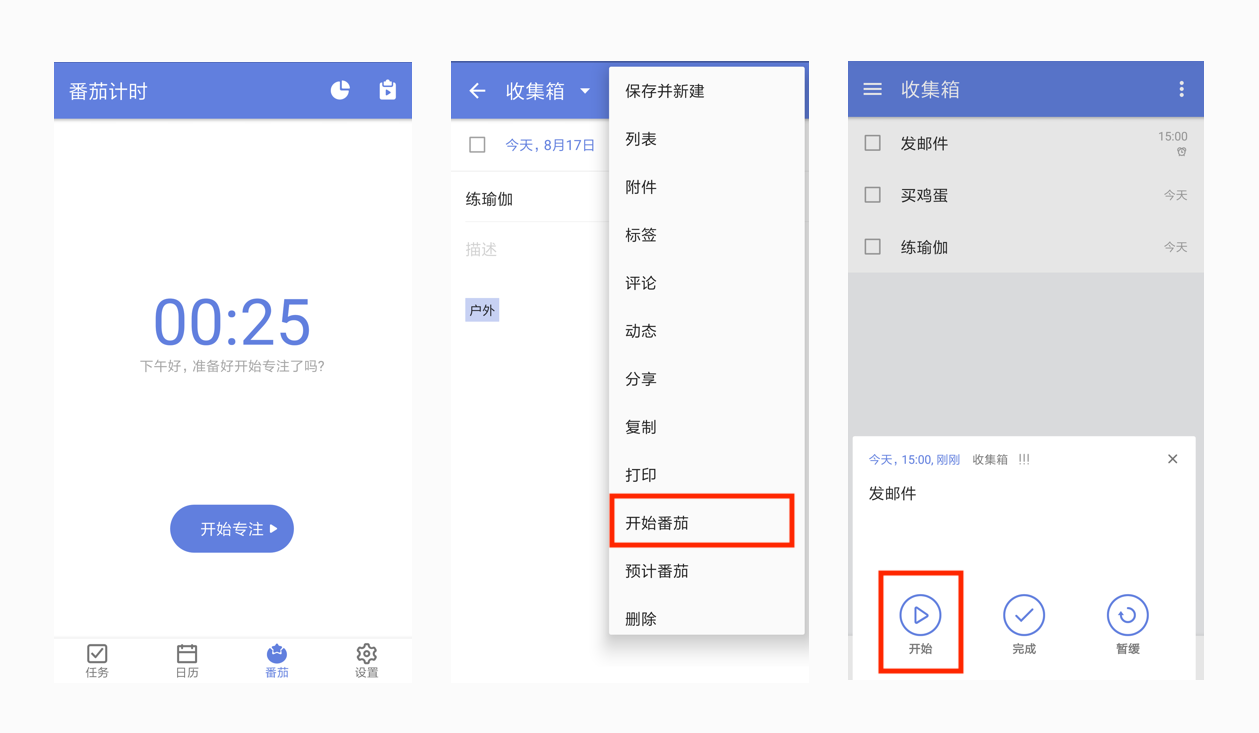 番茄计时
00:25
下午好，准备好开始专注了吗?
开始专注
任务
日历
番茄
设置
收集箱
今天，8月17日
练瑜伽
描述
户外
保存并新建
列表
附件
标签
评论
动态
分享
复制
打印
开始番茄
预计番茄
删除
收集箱
发邮件
15:00
买鸡蛋
今天
练瑜伽
今天
今天，15:00, 刚刚 收集箱 !!!
发邮件
开始
完成
暂缓